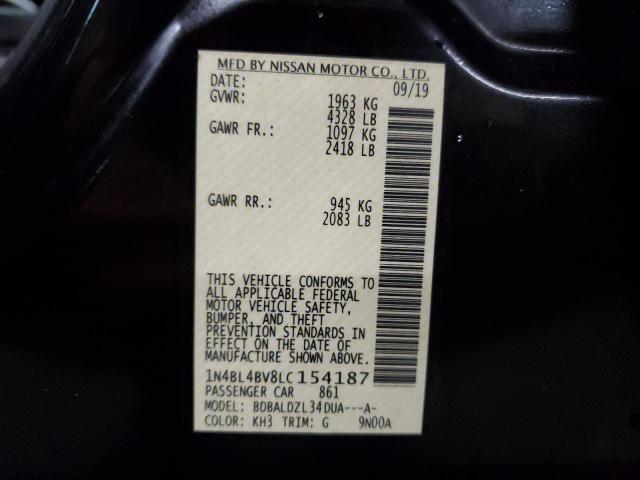 MFD BY NISSAN MOTOR CO., LTD.
DATE: 09/19
GVWR: 1963 KG
4328 LB
GAWR FR.: 1097 KG
2418 LB
GAWR RR.: 945 KG
2083 LB
THIS VEHICLE CONFORMS TO
ALL APPLICABLE FEDERAL
MOTOR VEHICLE SAFETY,
BUMPER, AND THEFT
PREVENTION STANDARDS IN
EFFECT ON THE DATE OF
MANUFACTURE SHOWN ABOVE.
1N4BL4BV8LC154187
PASSENGER CAR 861
MODEL: BDBALDZL34DUA---A-
COLOR: KH3 TRIM: G 9N00A